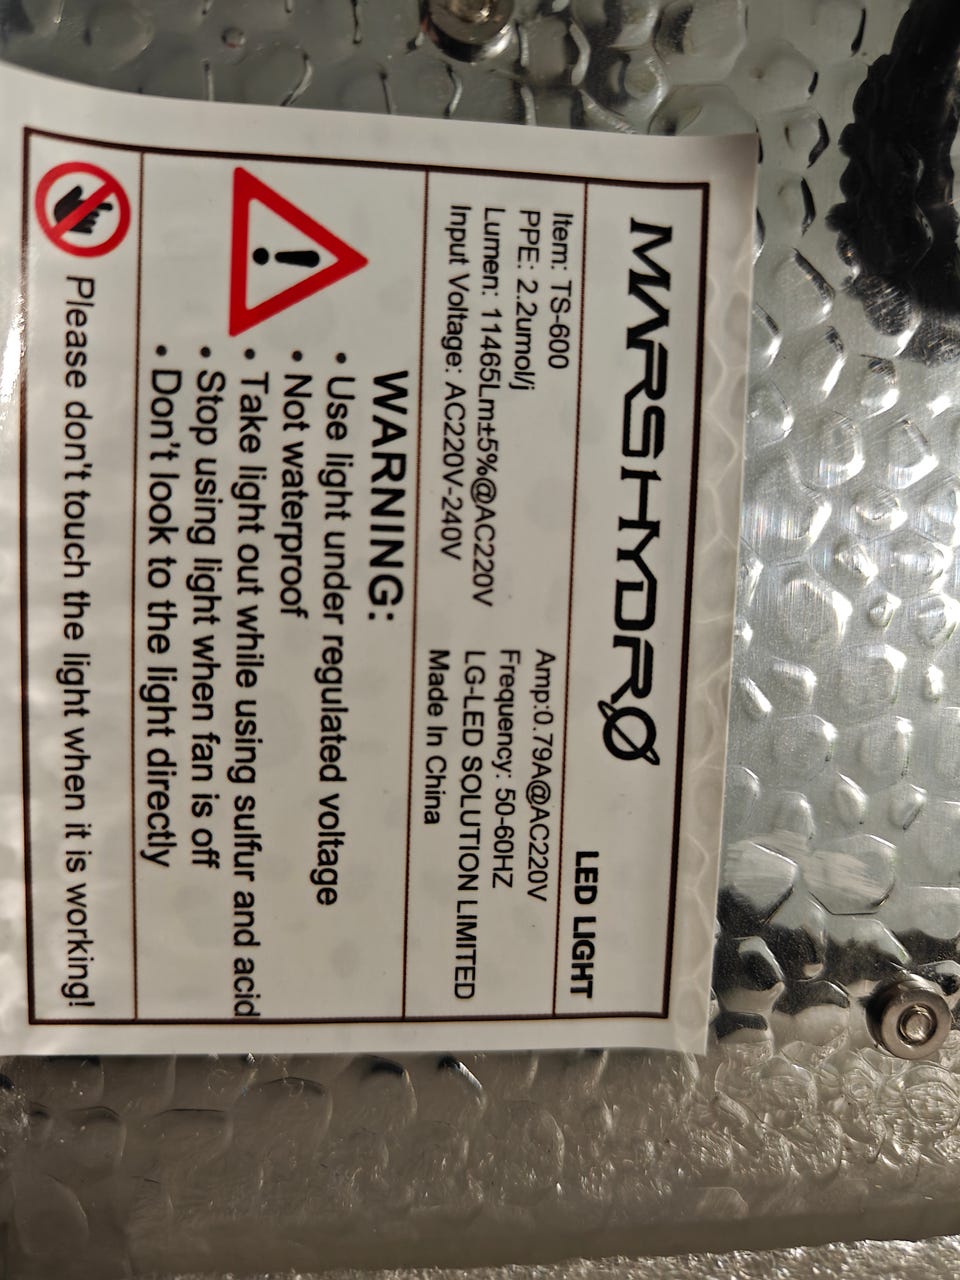 MARS HYDRO
LED LIGHT
Item: TS-600
PPE: 2.2umol/j
Lumen: 11465Lm±5%@AC220V
Input Voltage: AC220V-240V
Amp:0.79A@AC220V
Frequency: 50-60HZ
LG-LED SOLUTION LIMITED
Made In China
WARNING:
• Use light under regulated voltage
• Not waterproof
• Take light out while using sulfur and acid
• Stop using light when fan is off
• Don't look to the light directly
Please don't touch the light when it is working!